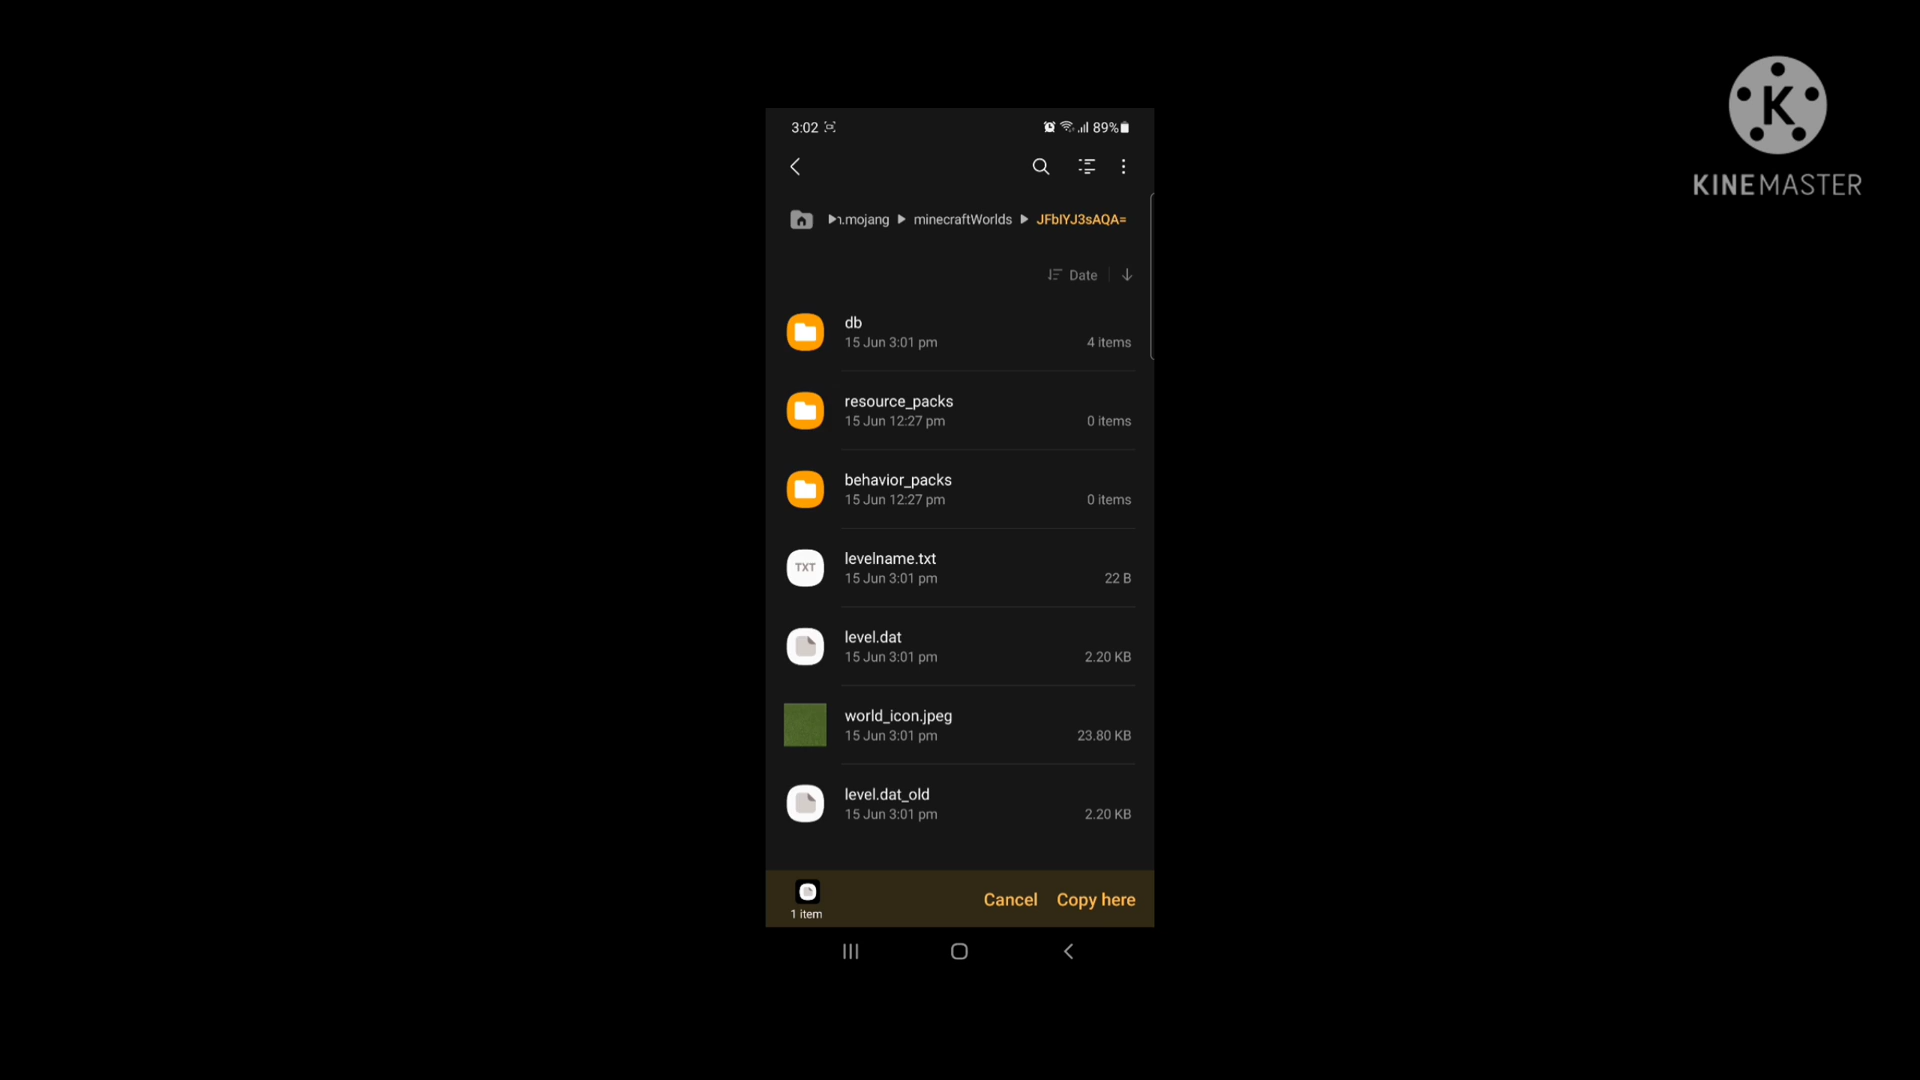 3:02 89%
KINEMASTER
.mojang ▶ minecraftWorlds ▶ JFbIYJ3sAQA=
Date
db
15 Jun 3:01 pm 4 items
resource_packs
15 Jun 12:27 pm 0 items
behavior_packs
15 Jun 12:27 pm 0 items
TXT levelname.txt
15 Jun 3:01 pm 22 B
level.dat
15 Jun 3:01 pm 2.20 KB
world_icon.jpeg
15 Jun 3:01 pm 23.80 KB
level.dat_old
15 Jun 3:01 pm 2.20 KB
1 item Cancel Copy here